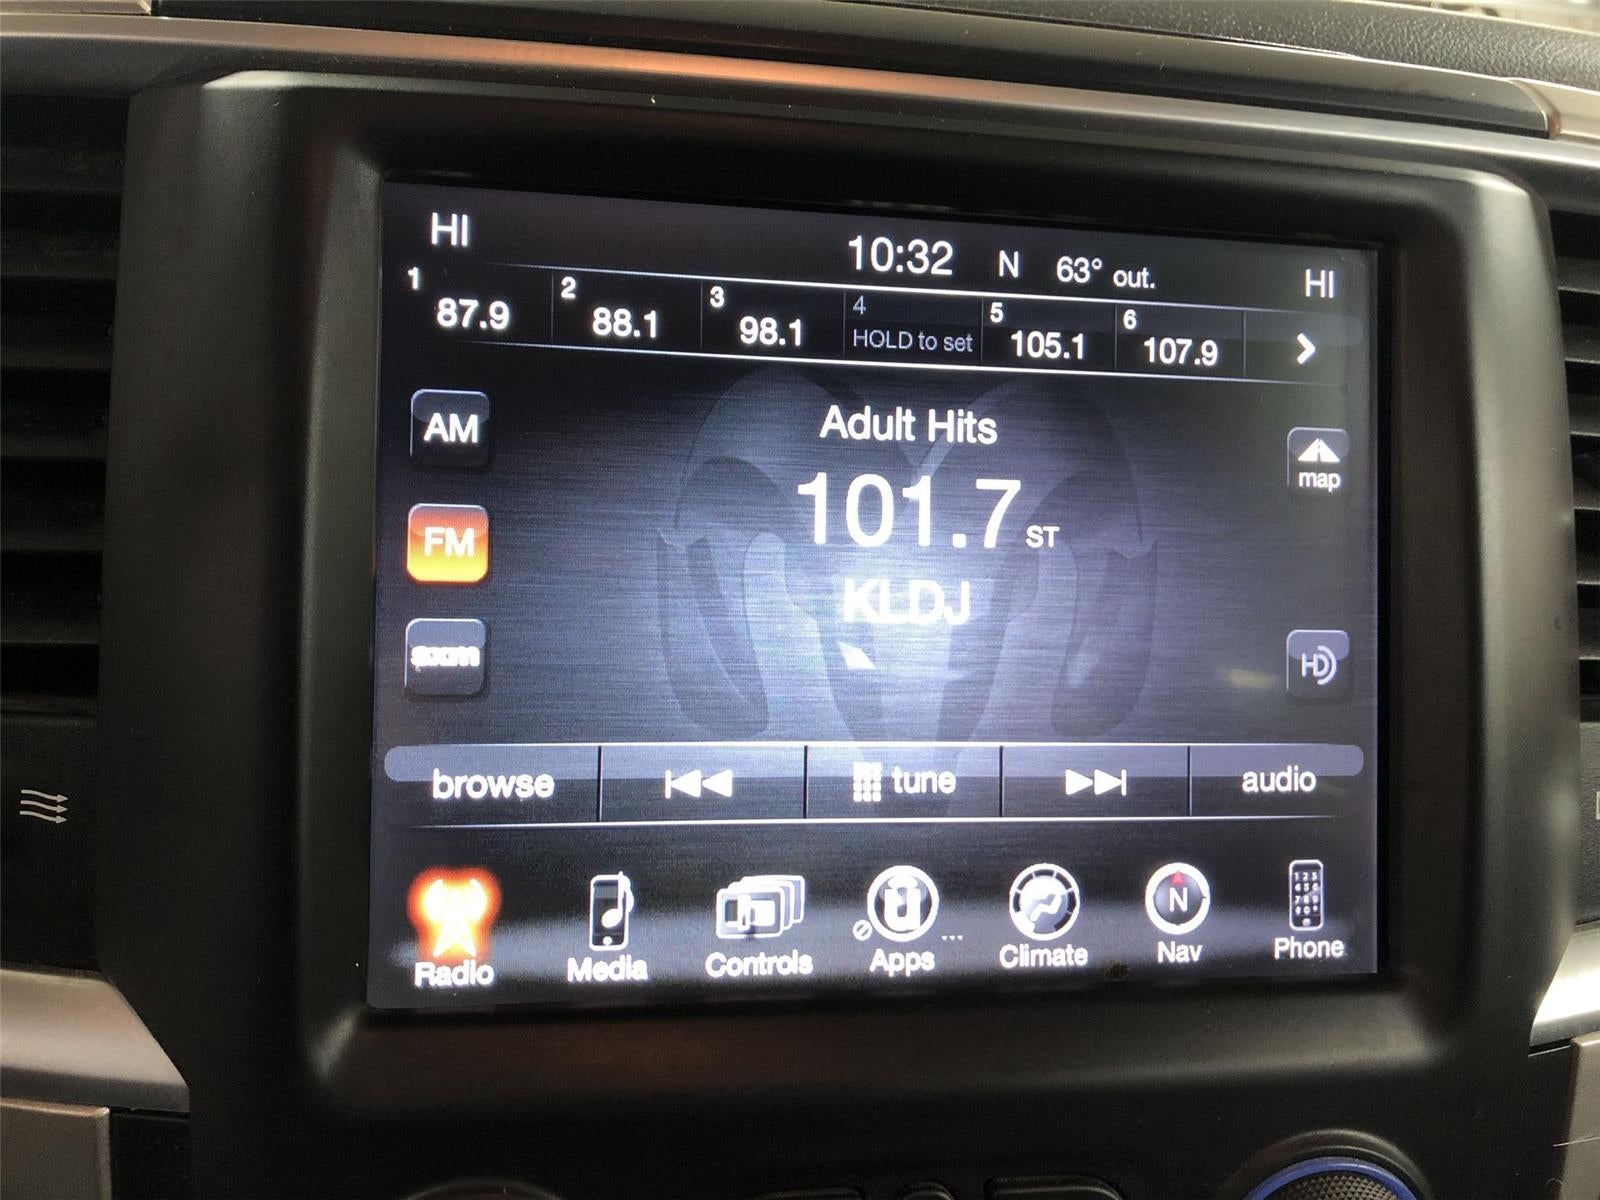 HI 10:32 N 63° out. HI
1 87.9 2 88.1 3 98.1 4 HOLD to set 5 105.1 6 107.9
AM
Adult Hits
map
101.7 ST
FM
KLDJ
sxm
HD
browse tune audio
Radio Media Controls Apps ... Climate Nav Phone
N